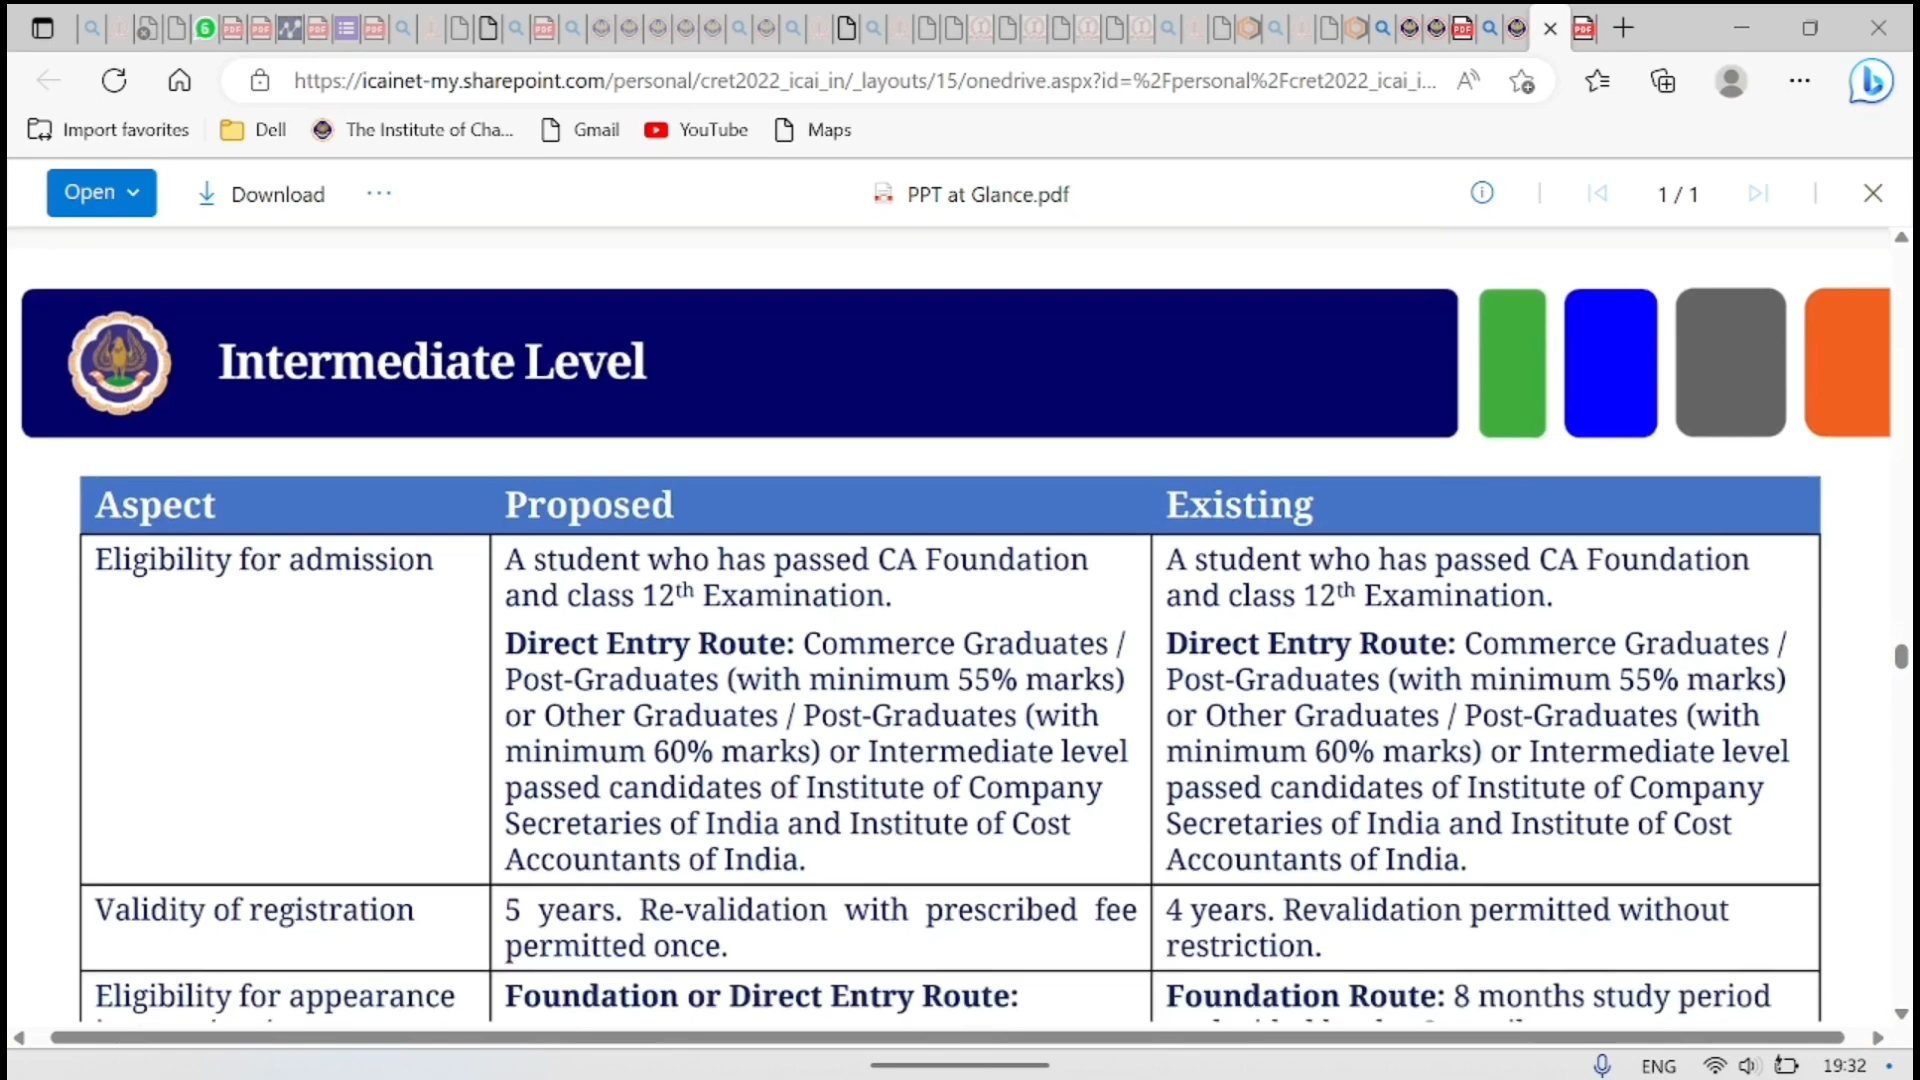 https://icainet-my.sharepoint.com/personal/cret2022_icai_in/_layouts/15/onedrive.aspx?id=%2Fpersonal%2Fcret2022_icai_i...
Import favorites
Dell
The Institute of Cha...
Gmail
YouTube
Maps
Open
Download
PPT at Glance.pdf
1 / 1
Intermediate Level
Aspect
Proposed
Existing
Eligibility for admission
A student who has passed CA Foundation
and class 12th Examination.
Direct Entry Route: Commerce Graduates /
Post-Graduates (with minimum 55% marks)
or Other Graduates / Post-Graduates (with
minimum 60% marks) or Intermediate level
passed candidates of Institute of Company
Secretaries of India and Institute of Cost
Accountants of India.
A student who has passed CA Foundation
and class 12th Examination.
Direct Entry Route: Commerce Graduates /
Post-Graduates (with minimum 55% marks)
or Other Graduates / Post-Graduates (with
minimum 60% marks) or Intermediate level
passed candidates of Institute of Company
Secretaries of India and Institute of Cost
Accountants of India.
Validity of registration
5 years. Re-validation with prescribed fee
permitted once.
4 years. Revalidation permitted without
restriction.
Eligibility for appearance
Foundation or Direct Entry Route:
Foundation Route: 8 months study period
ENG
19:32